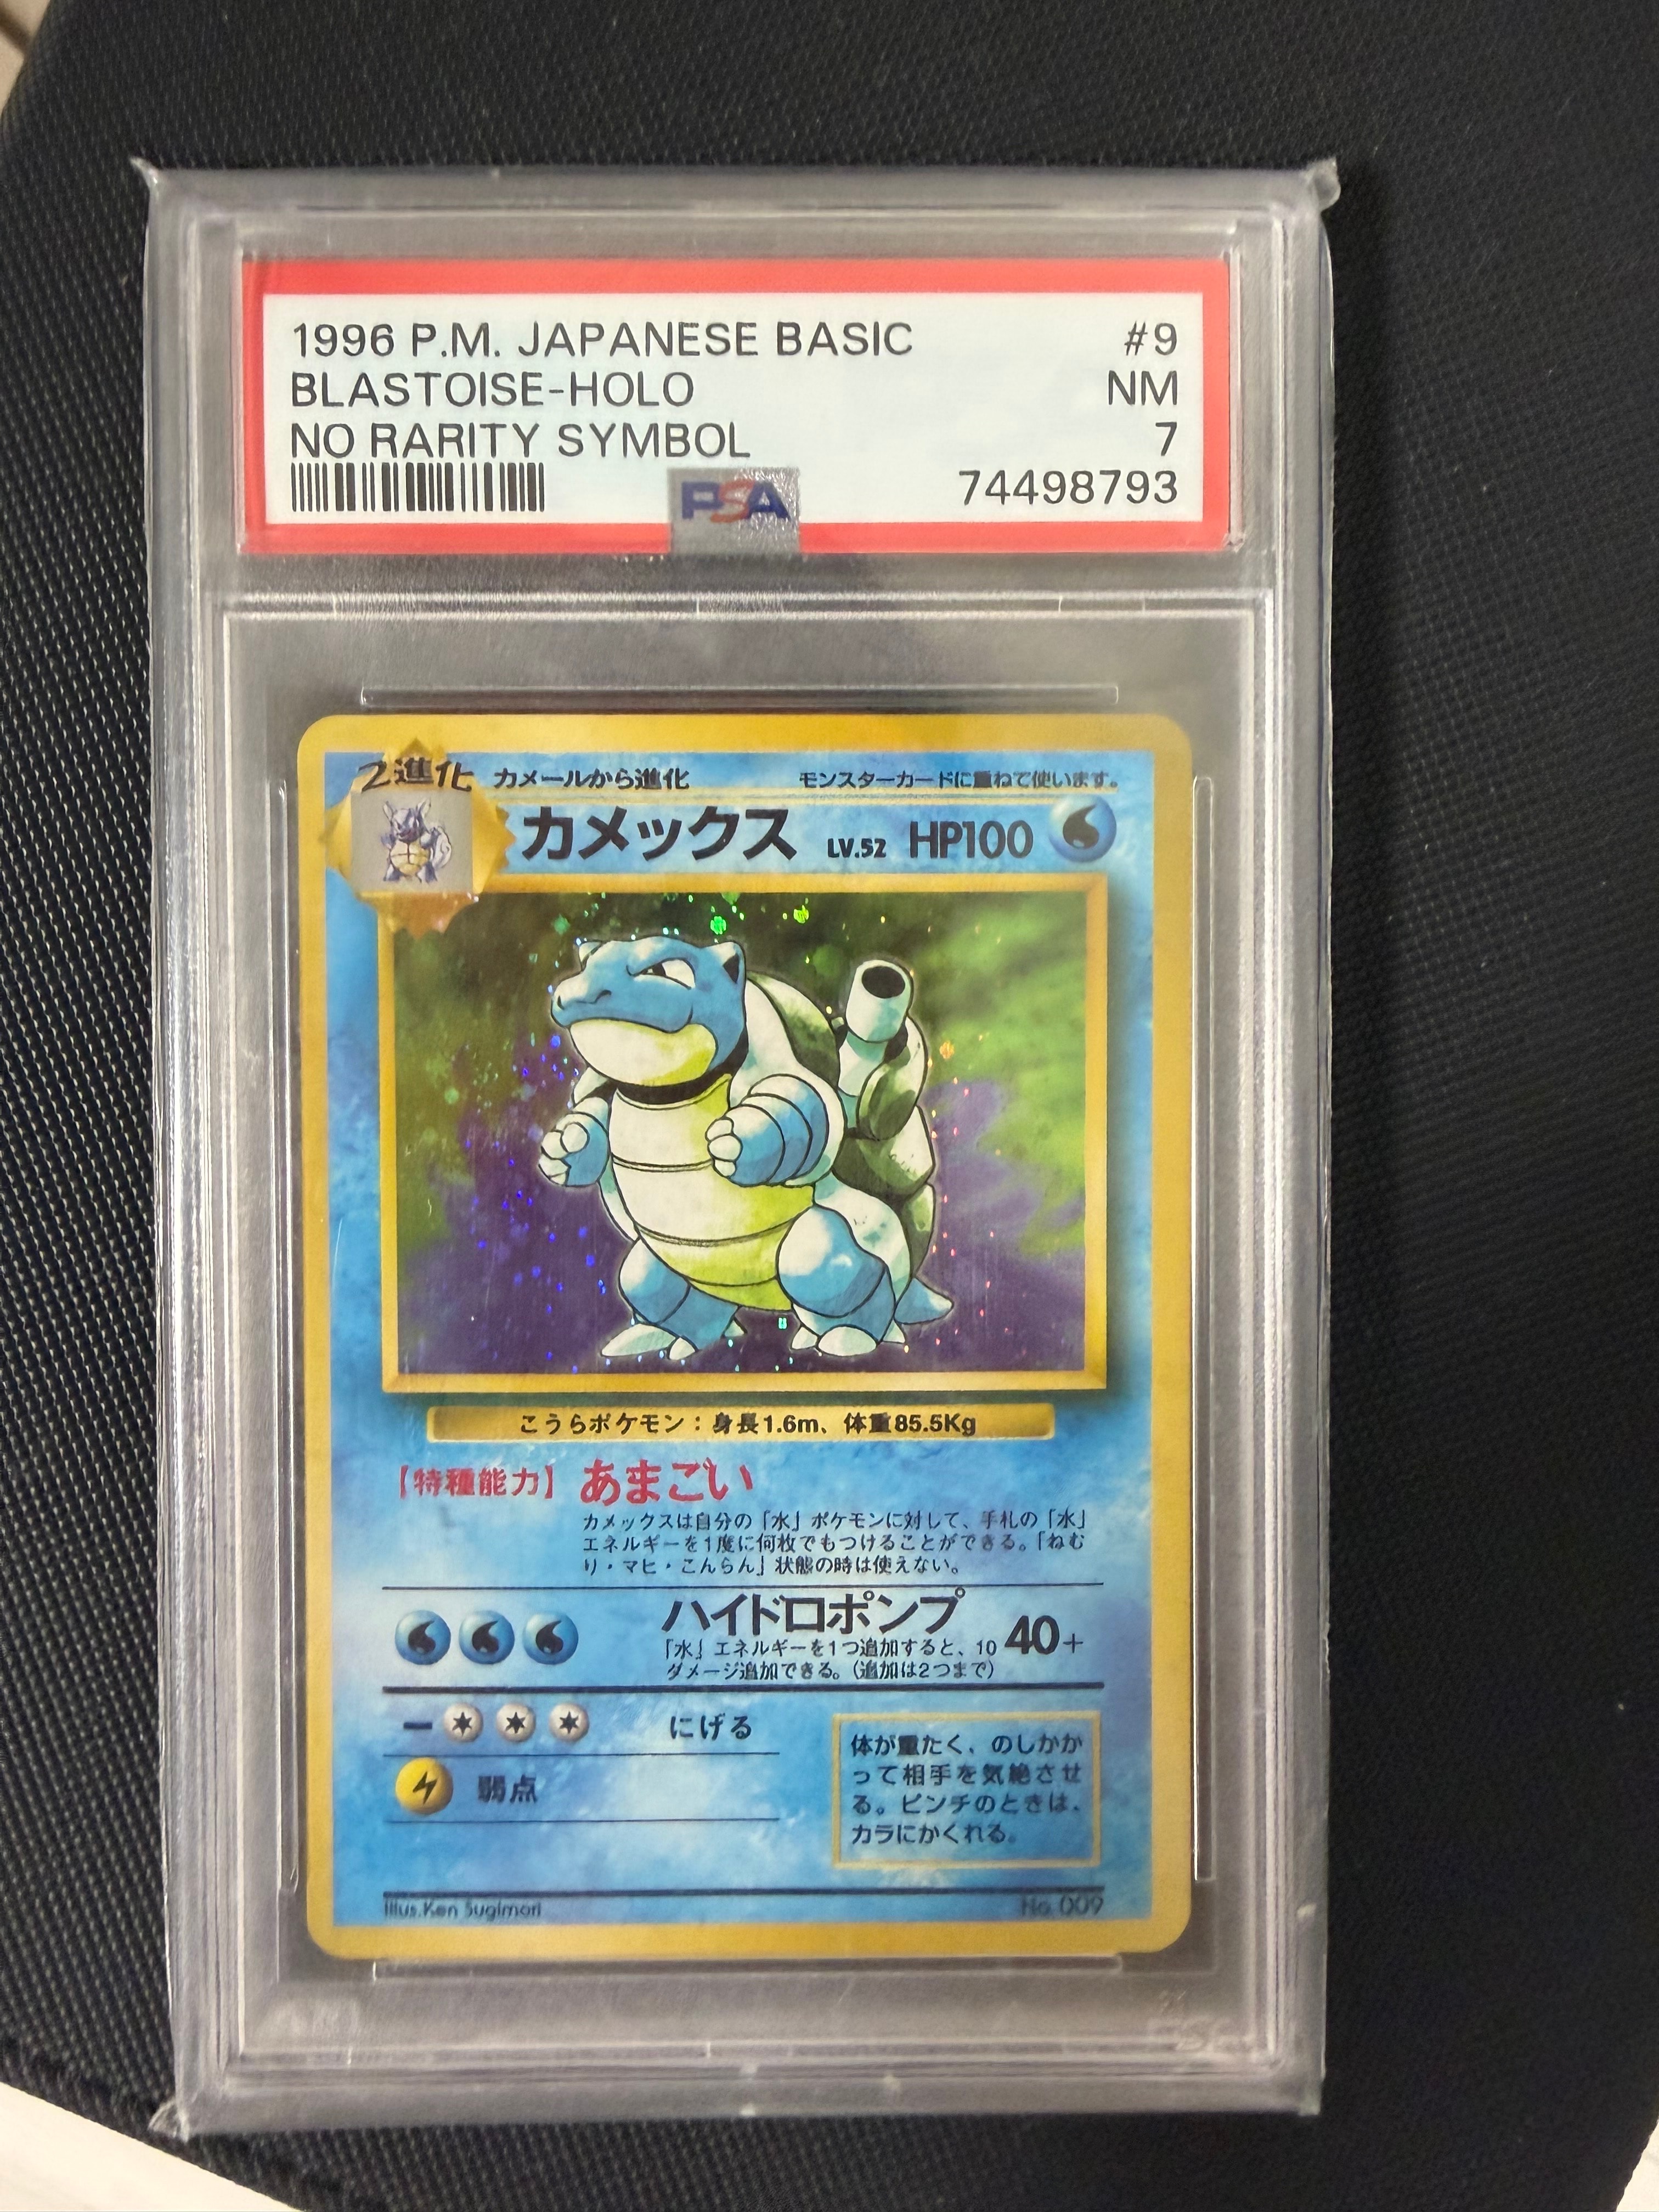 1996 P.M. JAPANESE BASIC #9
BLASTOISE-HOLO NM
NO RARITY SYMBOL 7
PSA 74498793
2進化 カメールから進化 モンスターカードに重ねて使います。
カメックス LV.52 HP100
こうらポケモン：身長1.6m、体重85.5Kg
【特種能力】 あまごい
カメックスは自分の「水」ポケモンに対して、手札の「水」
エネルギーを1度に何枚でもつけることができる。「ねむ
り・マヒ・こんらん」状態の時は使えない。
ハイドロポンプ 40+
「水」エネルギーを1つ追加すると、10
ダメージ追加できる。(追加は2つまで)
ー にげる
弱点
体が重たく、のしかか
って相手を気絶させ
る。ピンチのときは、
カラにかくれる。
Illus.Ken Sugimori No.009